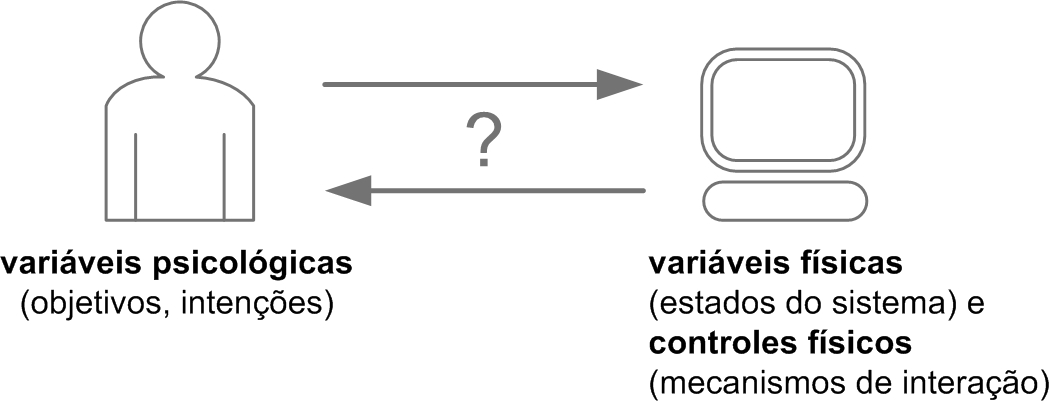 ?
variáveis psicológicas
(objetivos, intenções)
variáveis físicas
(estados do sistema) e
controles físicos
(mecanismos de interação)